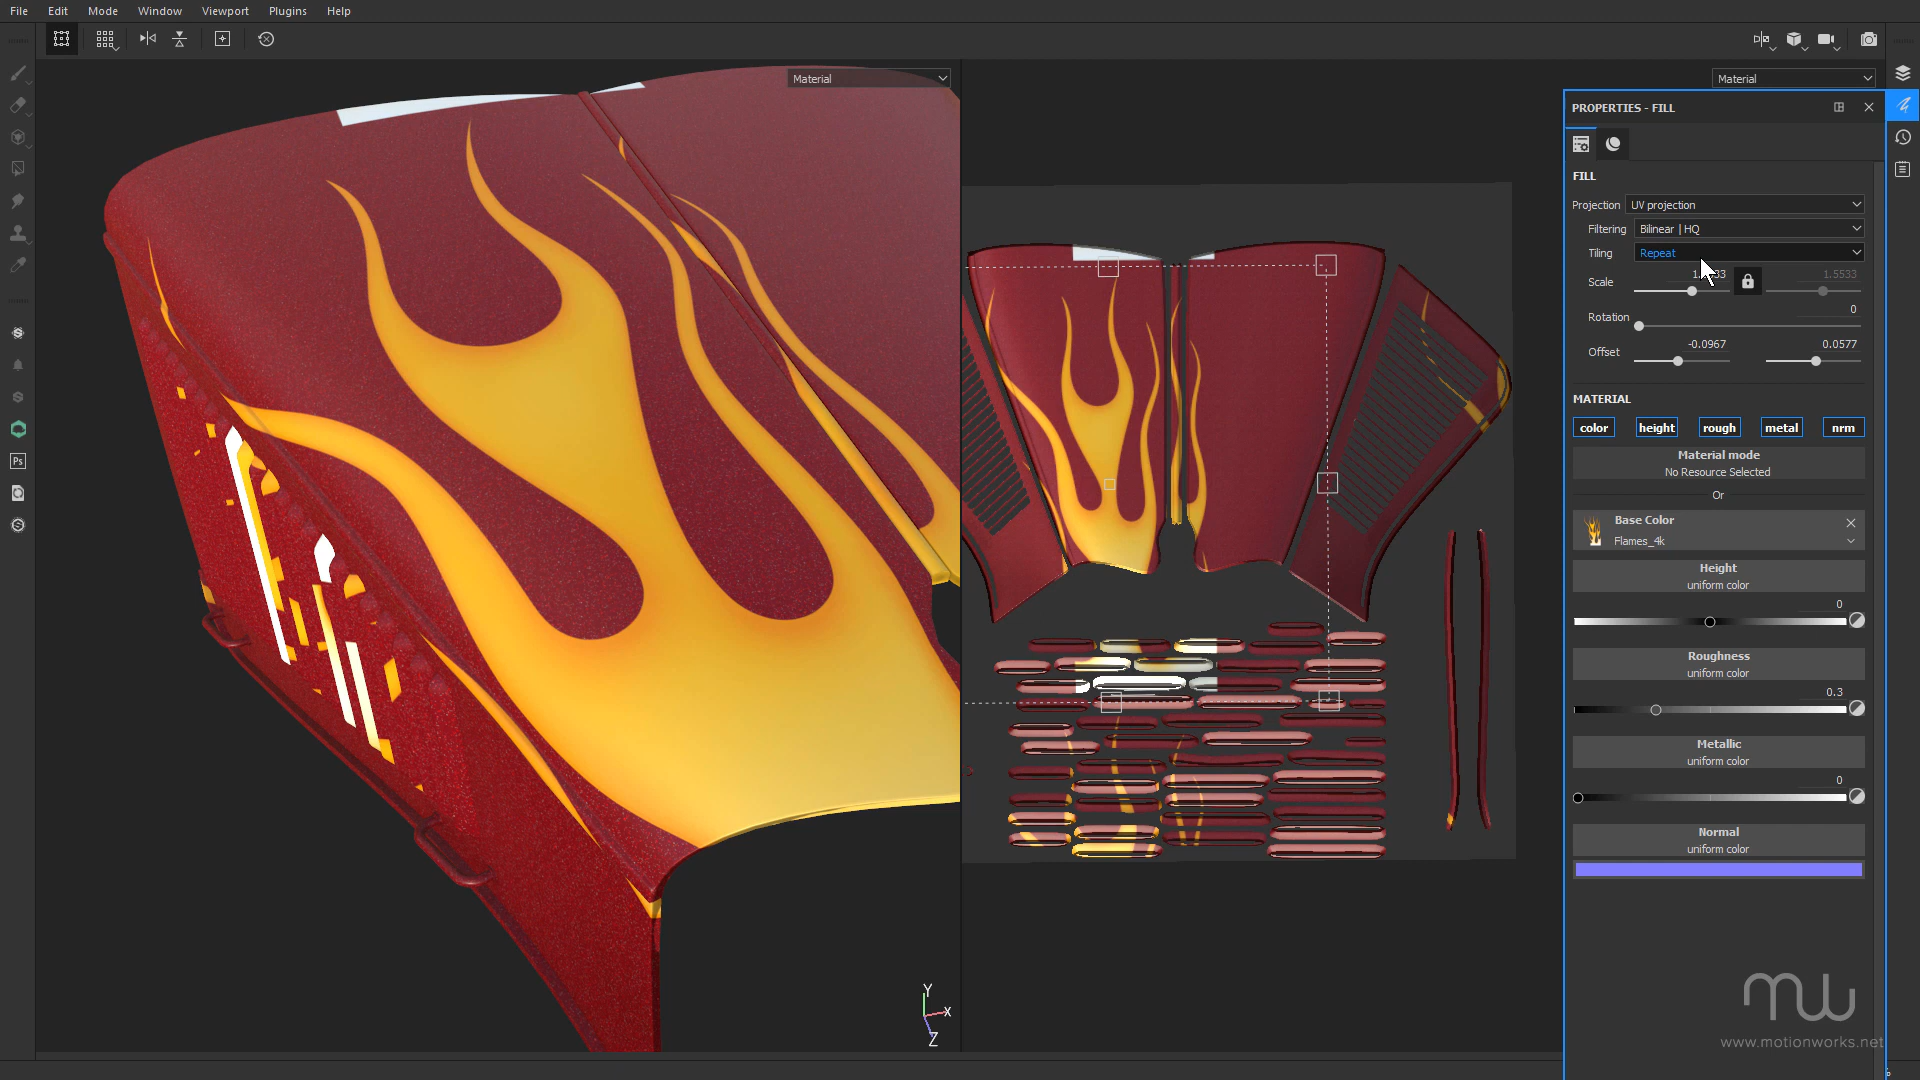 File Edit Mode Window Viewport Plugins Help
Material
Material
PROPERTIES - FILL
FILL
Projection UV projection
Filtering Bilinear | HQ
Tiling Repeat
Scale 1.5533
Rotation 0
Offset -0.0967 0.0577
MATERIAL
color height rough metal nrm
Material mode
No Resource Selected
Or
Base Color
Flames_4k
Height
uniform color
0
Roughness
uniform color
0.3
Metallic
uniform color
0
Normal
uniform color
Ps
Y
X
Z
mw
www.motionworks.net